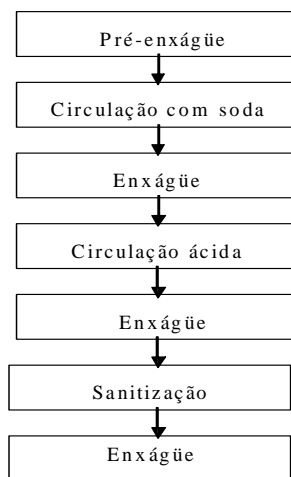 Pré-enxágüe
Circulação com soda
Enxágüe
Circulação ácida
Enxágüe
Sanitização
Enxágüe